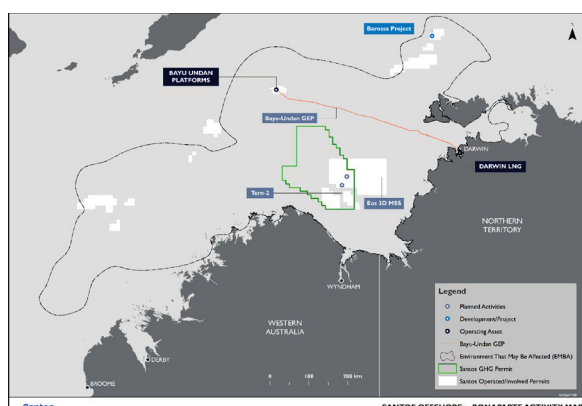 Barossa Project
BAYU UNDAN
PLATFORMS
Bayu-Undan GEP
DARWIN
DARWIN LNG
Tern-2
Eos 3D MSS
NORTHERN
TERRITORY
WYNDHAM
WESTERN
AUSTRALIA
DERBY
BROOME
0 100 200 km
Legend
Planned Activities
Development/Project
Operating Asset
Bayu-Undan GEP
Environment That May Be Affected (EMBA)
Santos GHG Permit
Santos Operated/Involved Permits
Santos
SANTOS OFFSHORE – BONAPARTE ACTIVITY MAP